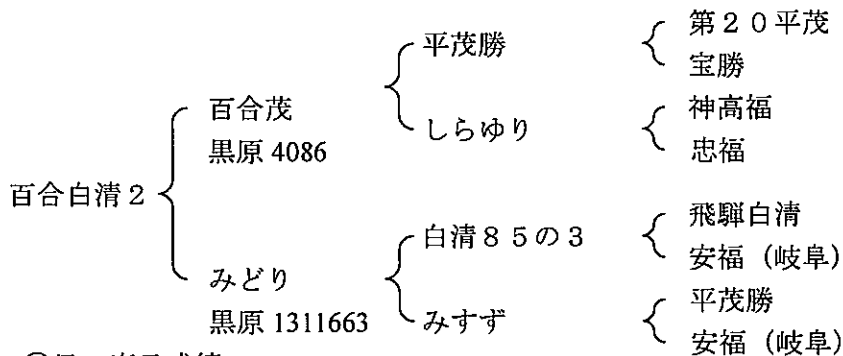 第２０平茂
平茂勝
宝勝
百合茂
神高福
黒原 4086
しらゆり
忠福
百合白清２
飛騨白清
白清８５の３
安福（岐阜）
みどり
平茂勝
黒原 1311663
みすず
安福（岐阜）